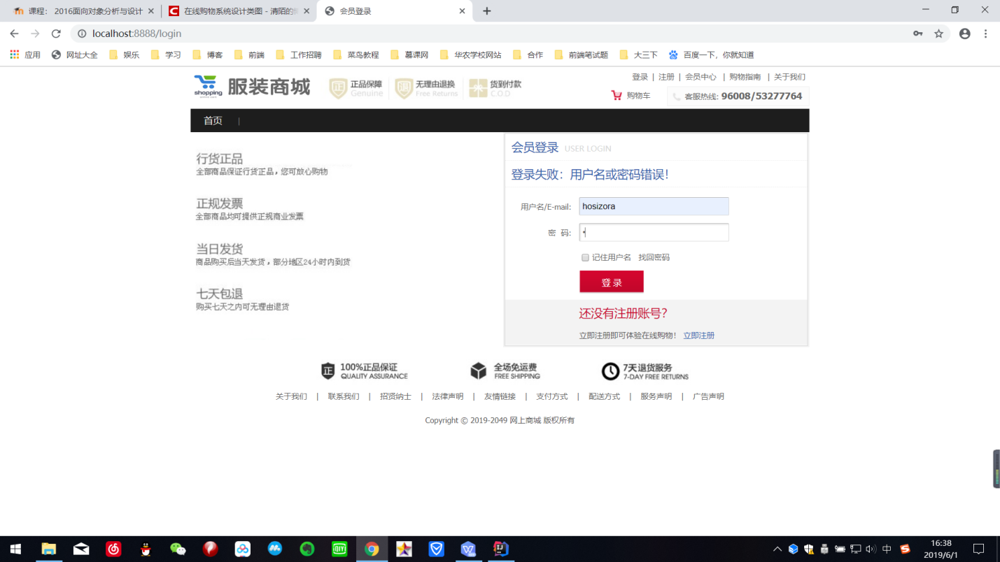 课程： 2016面向对象分析与设计
在线购物系统设计类图 - 清陌的
会员登录
localhost:8888/login
应用 网址大全 娱乐 学习 博客 前端 工作招聘 菜鸟教程 慕课网 华农学校网站 合作 前端笔试题 大三下 百度一下，你就知道
登录 | 注册 | 会员中心 | 购物指南 | 关于我们
shopping 服装商城
正品保障 无理由退换 货到付款
Genuine Free Returns C.O.D
购物车 客服热线: 96008/53277764
首页 |
行货正品
全部商品保证行货正品，您可放心购物
正规发票
全部商品均可提供正规商业发票
当日发货
商品购买后当天发货，部分地区24小时内到货
七天包退
购买七天之内可无理由退货
会员登录 USER LOGIN
登录失败：用户名或密码错误！
用户名/E-mail: hosizora
密 码: •
记住用户名 找回密码
登 录
还没有注册账号？
立即注册即可体验在线购物！ 立即注册
正 100%正品保证 全场免运费 7天退货服务
QUALITY ASSURANCE FREE SHIPPING 7-DAY FREE RETURNS
关于我们 | 联系我们 | 招贤纳士 | 法律声明 | 友情链接 | 支付方式 | 配送方式 | 服务声明 | 广告声明
Copyright © 2019-2049 网上商城 版权所有
DIY
IJ
中
16:38
2019/6/1